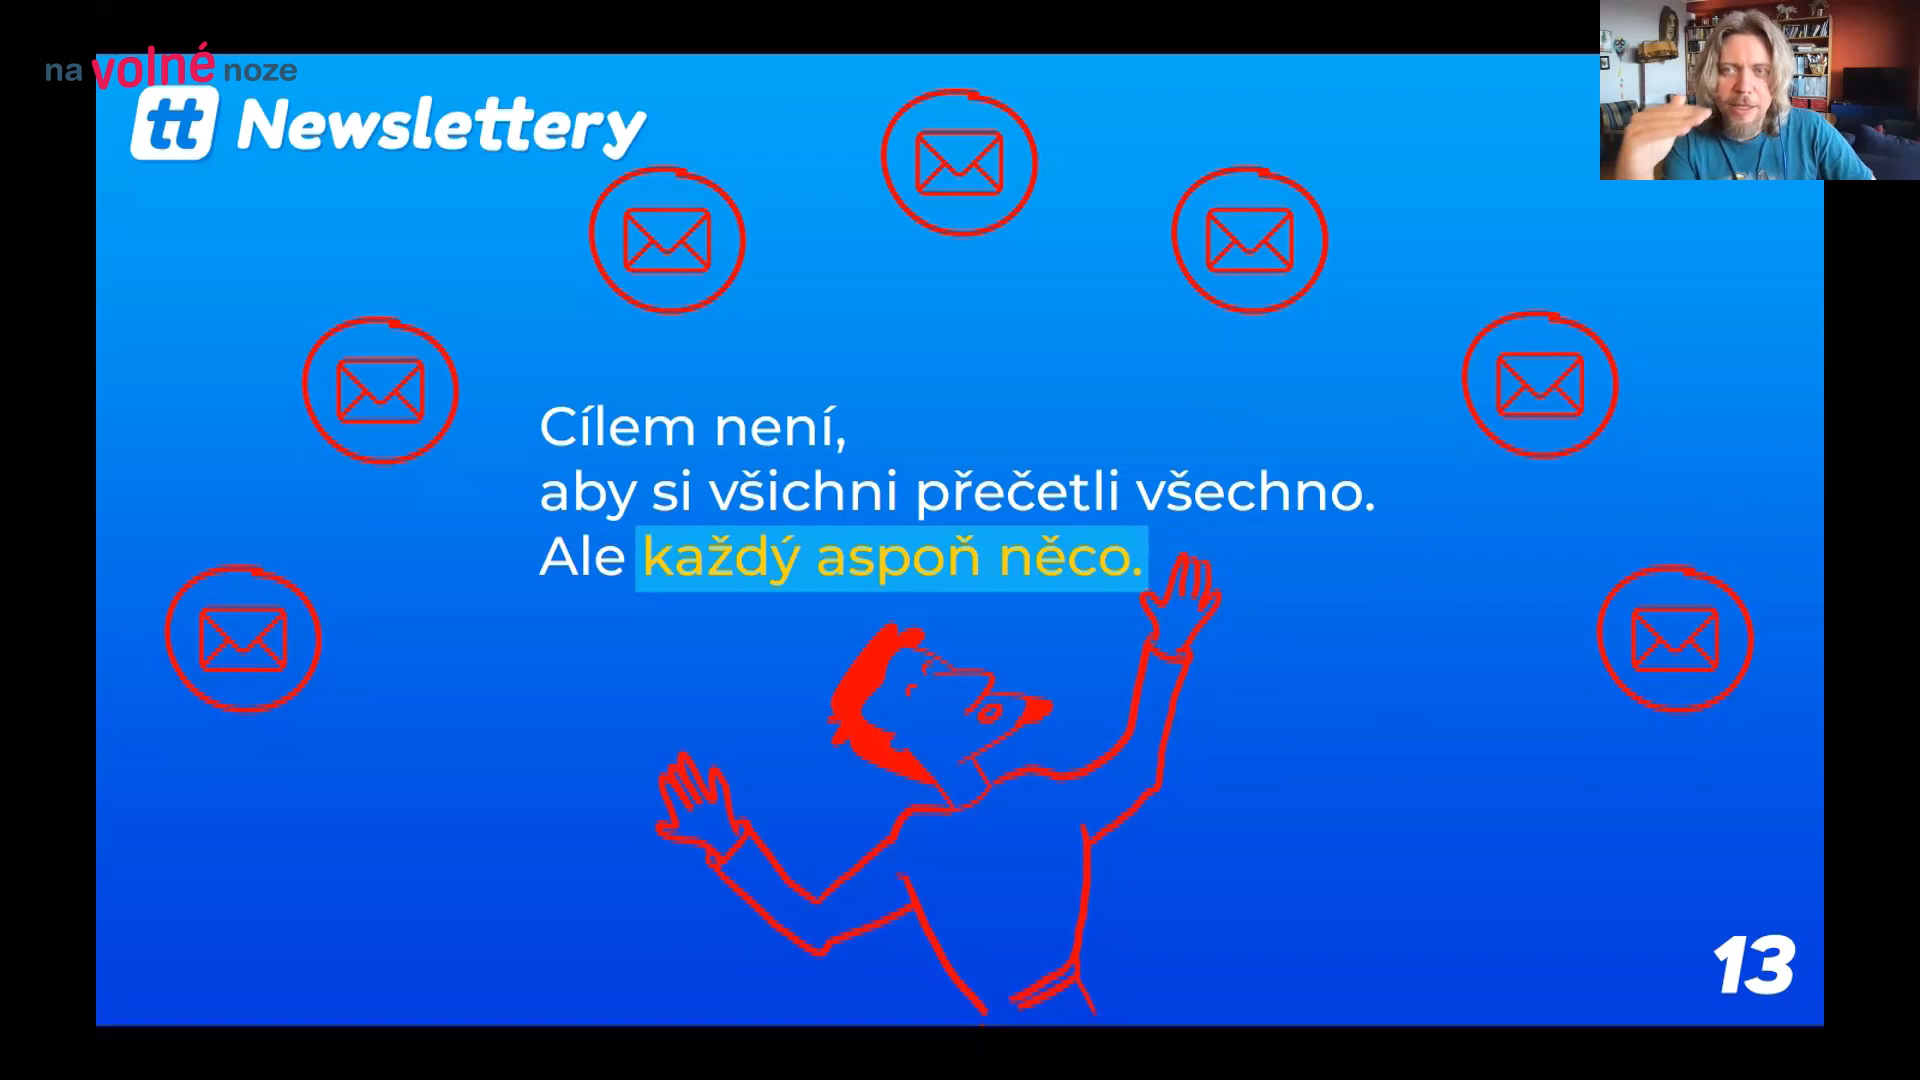 na volné noze
tt Newslettery
Cílem není,
aby si všichni přečetli všechno.
Ale každý aspoň něco.
13